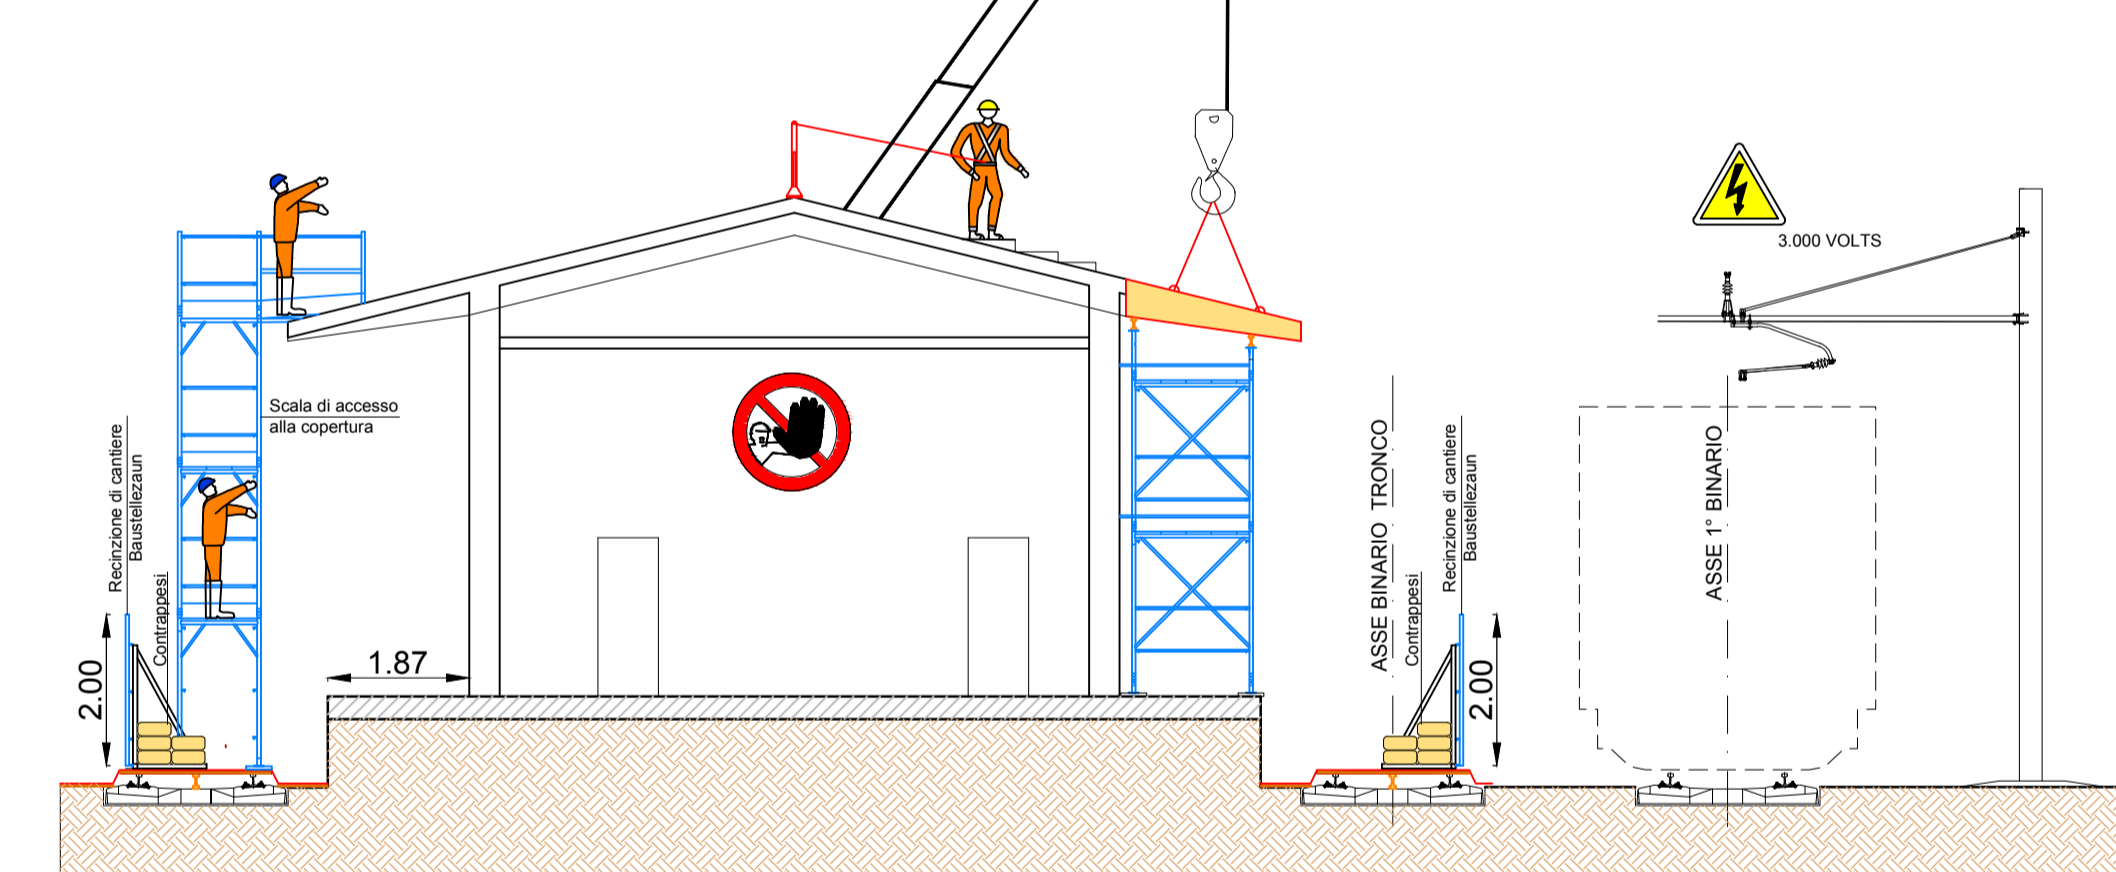 3.000 VOLTS
Scala di accesso
alla copertura
Recinzione di cantiere
Baustellezaun
Contrappesi
2.00
1.87
ASSE BINARIO TRONCO
Contrappesi
Recinzione di cantiere
Baustellezaun
2.00
ASSE 1° BINARIO